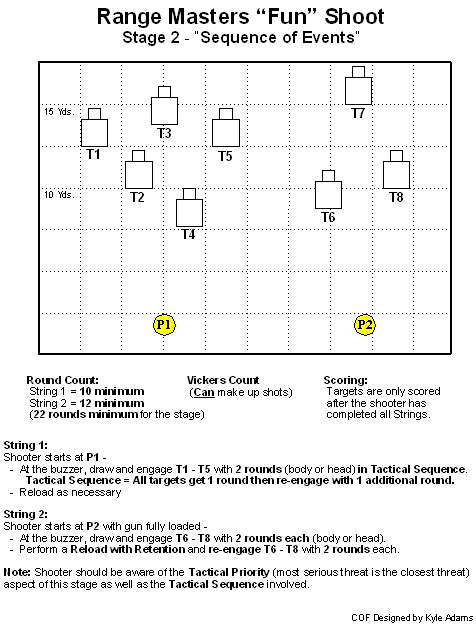 Range Masters “Fun” Shoot
Stage 2 - “Sequence of Events”
15 Yds.
T7
T3
T1
T5
T2
10 Yds.
T8
T6
T4
P1
P2
Round Count:
String 1 = 10 minimum
String 2 = 12 minimum
(22 rounds minimum for the stage)
Vickers Count
(Can make up shots)
Scoring:
Targets are only scored
after the shooter has
completed all Strings.
String 1:
Shooter starts at P1 -
- At the buzzer, draw and engage T1 - T5 with 2 rounds (body or head) in Tactical Sequence.
Tactical Sequence = All targets get 1 round then re-engage with 1 additional round.
- Reload as necessary
String 2:
Shooter starts at P2 with gun fully loaded -
- At the buzzer, draw and engage T6 - T8 with 2 rounds each (body or head).
- Perform a Reload with Retention and re-engage T6 - T8 with 2 rounds each.
Note: Shooter should be aware of the Tactical Priority (most serious threat is the closest threat)
aspect of this stage as well as the Tactical Sequence involved.
COF Designed by Kyle Adams